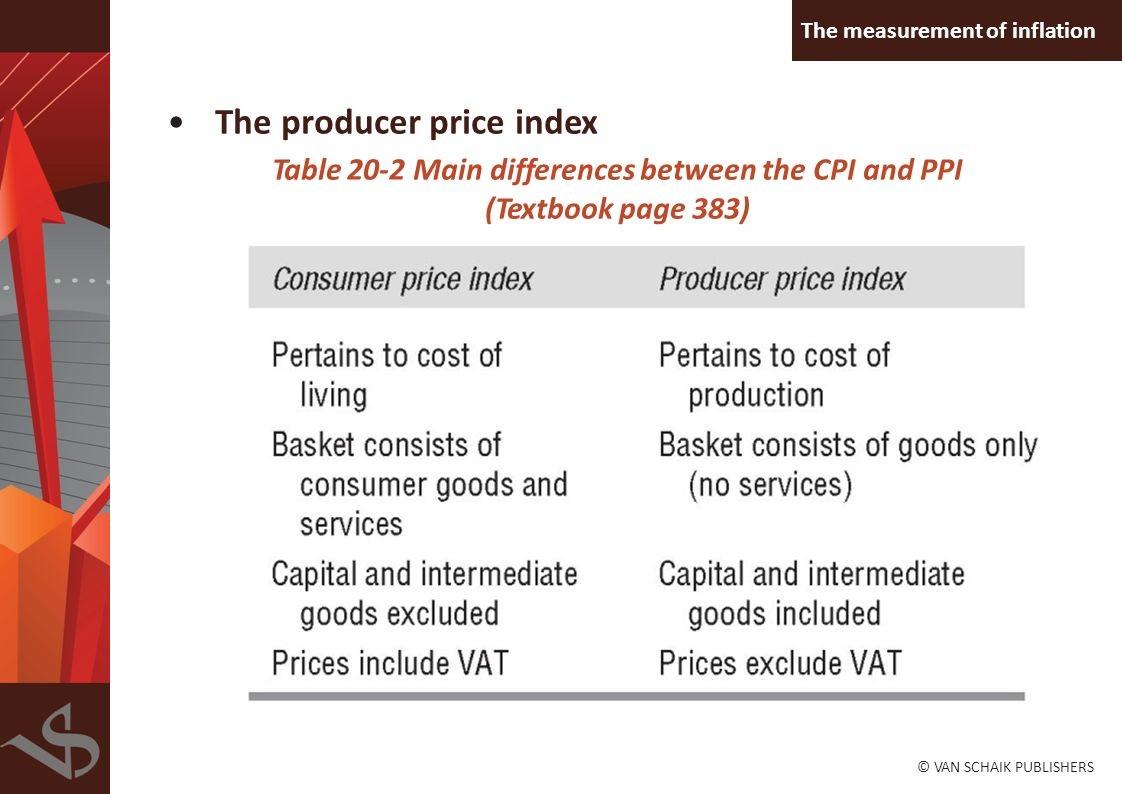 The measurement of inflation
• The producer price index
Table 20-2 Main differences between the CPI and PPI
(Textbook page 383)
Consumer price index Producer price index
Pertains to cost of
living
Pertains to cost of
production
Basket consists of
consumer goods and
services
Basket consists of goods only
(no services)
Capital and intermediate
goods excluded
Capital and intermediate
goods included
Prices include VAT
Prices exclude VAT
VS
© VAN SCHAIK PUBLISHERS